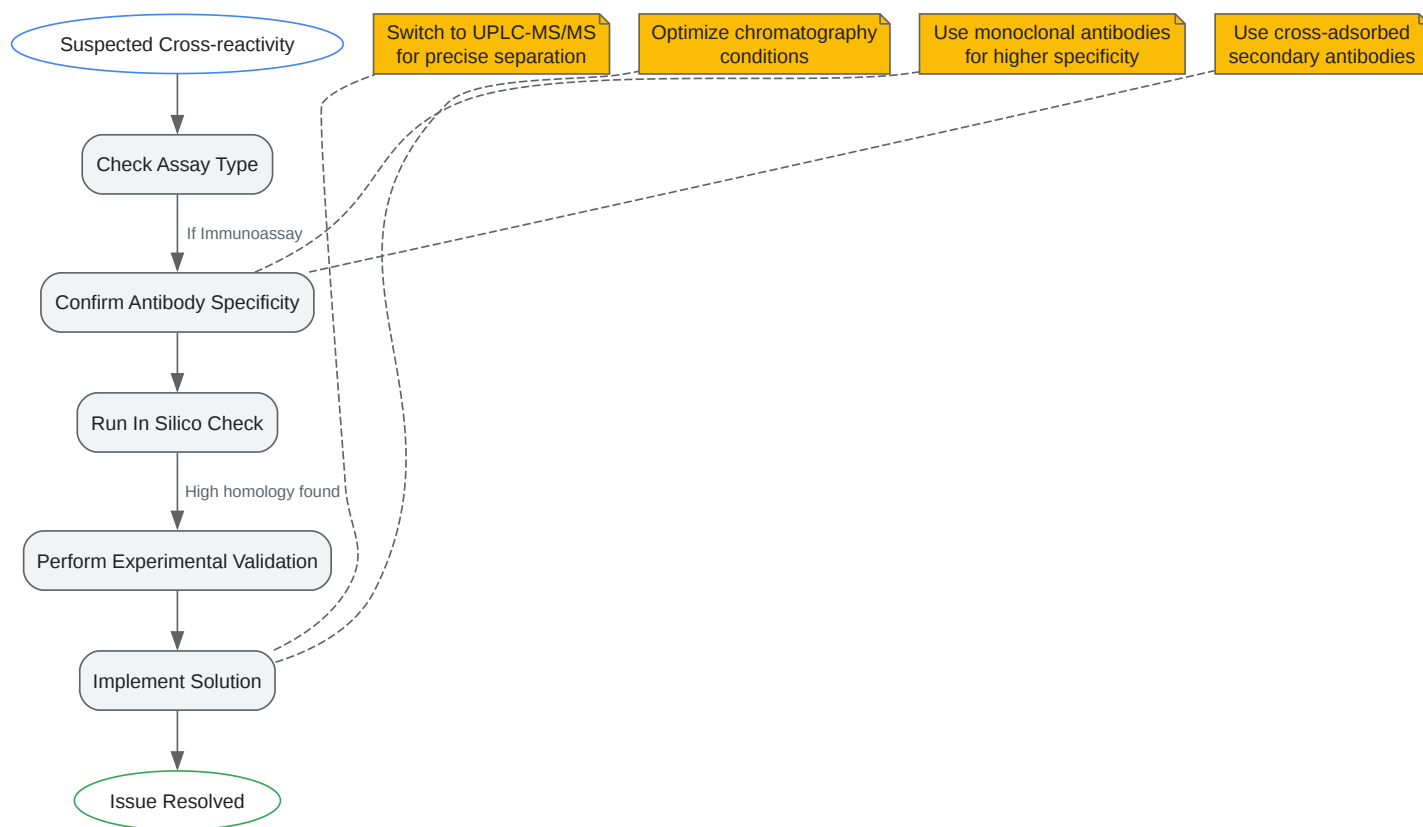 Suspected Cross-reactivity
Switch to UPLC-MS/MS
for precise separation
Optimize chromatography
conditions
Use monoclonal antibodies
for higher specificity
Use cross-adsorbed
secondary antibodies
Check Assay Type
If Immunoassay
Confirm Antibody Specificity
Run In Silico Check
High homology found
Perform Experimental Validation
Implement Solution
Issue Resolved